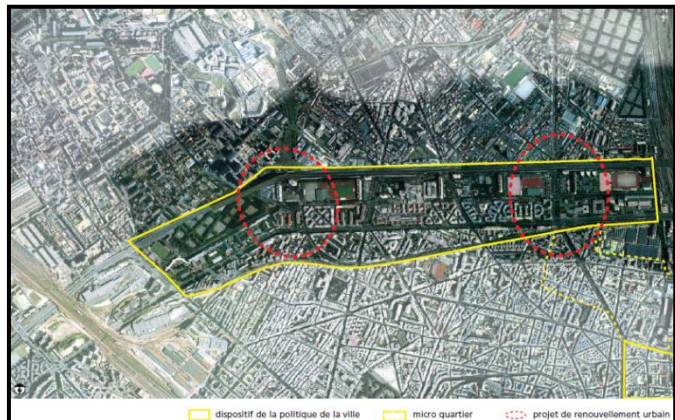 dispositif de la politique de la ville micro quartier projet de renouvellement urbain